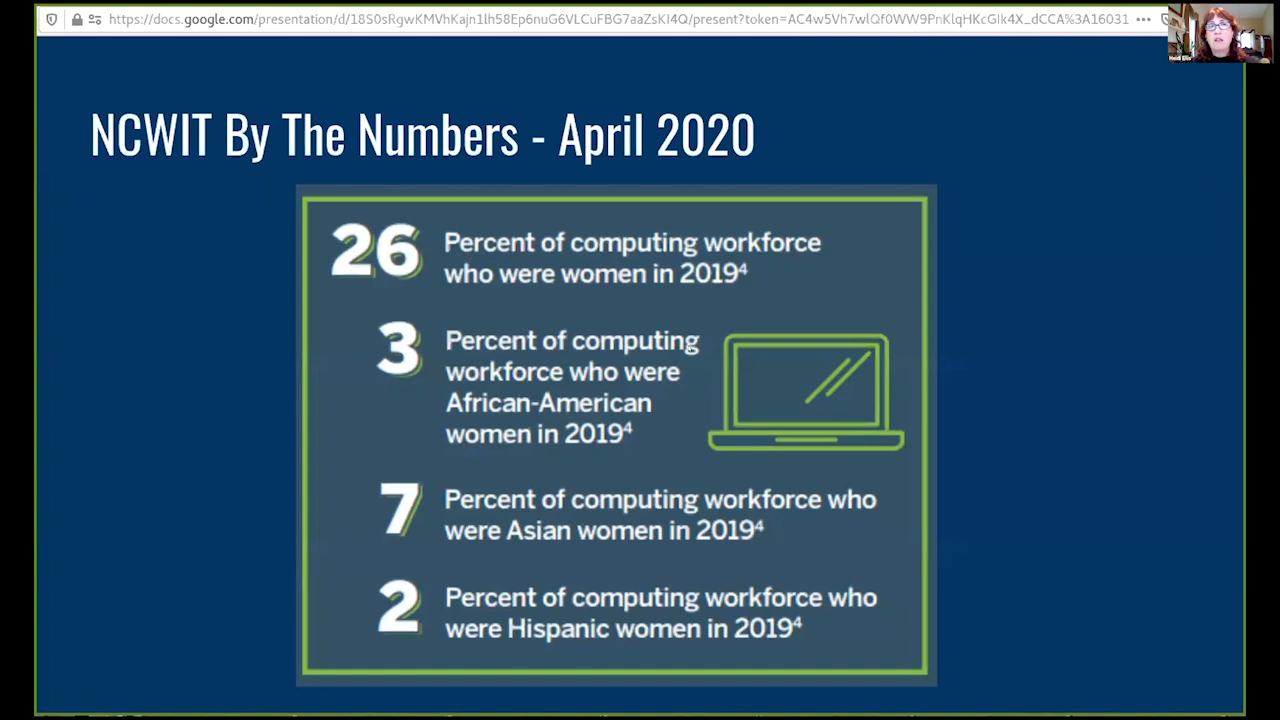 https://docs.google.com/presentation/d/18S0sRgwKMVhKajn1lh58Ep6nuG6VLCuFBG7aaZsKI4Q/present?token=AC4w5Vh7wlQf0WW9PnKlqHKcGIk4X_dCCA%3A16031
Heidi Ellis
NCWIT By The Numbers - April 2020
26 Percent of computing workforce
who were women in 2019⁴
3 Percent of computing
workforce who were
African-American
women in 2019⁴
7 Percent of computing workforce who
were Asian women in 2019⁴
2 Percent of computing workforce who
were Hispanic women in 2019⁴